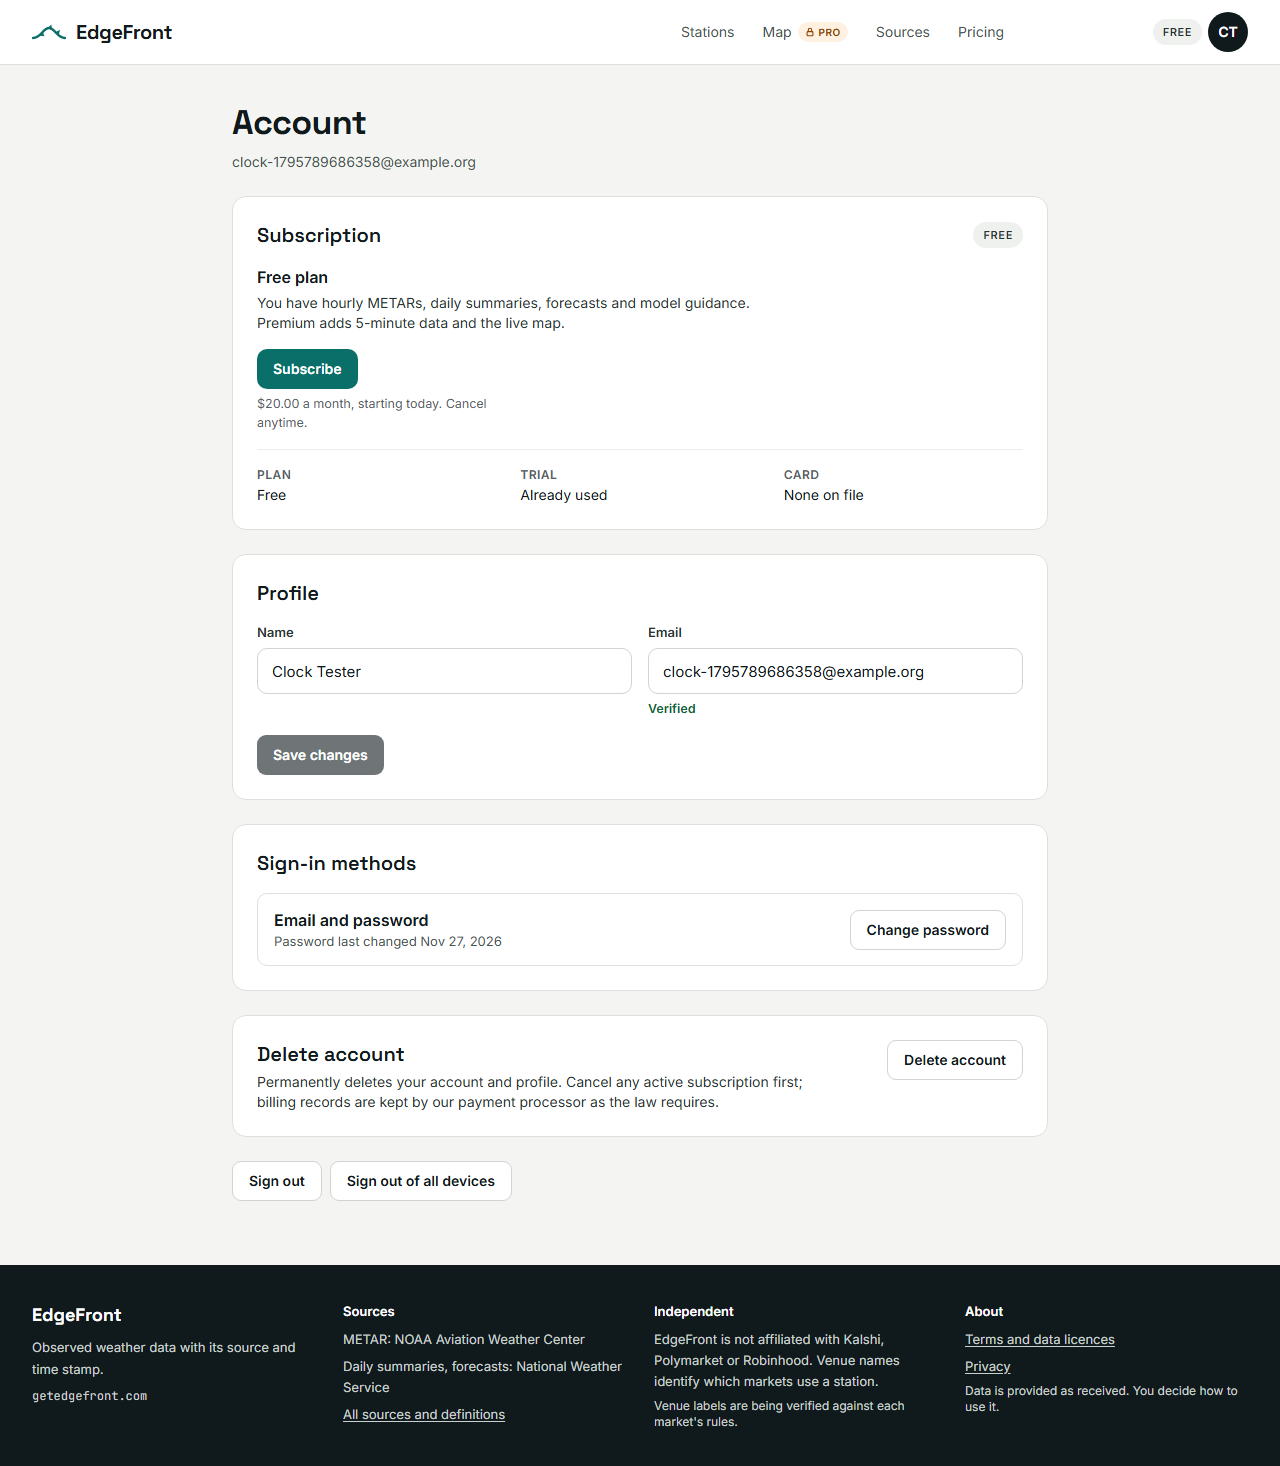 EdgeFront
Stations
Map
PRO
Sources
Pricing
FREE
CT
Account
clock-1795789686358@example.org
Subscription
FREE
Free plan
You have hourly METARs, daily summaries, forecasts and model guidance.
Premium adds 5-minute data and the live map.
Subscribe
$20.00 a month, starting today. Cancel
anytime.
PLAN
Free
TRIAL
Already used
CARD
None on file
Profile
Name
Clock Tester
Email
clock-1795789686358@example.org
Verified
Save changes
Sign-in methods
Email and password
Password last changed Nov 27, 2026
Change password
Delete account
Permanently deletes your account and profile. Cancel any active subscription first;
billing records are kept by our payment processor as the law requires.
Delete account
Sign out
Sign out of all devices
EdgeFront
Observed weather data with its source and
time stamp.
getedgefront.com
Sources
METAR: NOAA Aviation Weather Center
Daily summaries, forecasts: National Weather
Service
All sources and definitions
Independent
EdgeFront is not affiliated with Kalshi,
Polymarket or Robinhood. Venue names
identify which markets use a station.
Venue labels are being verified against each
market's rules.
About
Terms and data licences
Privacy
Data is provided as received. You decide how to
use it.